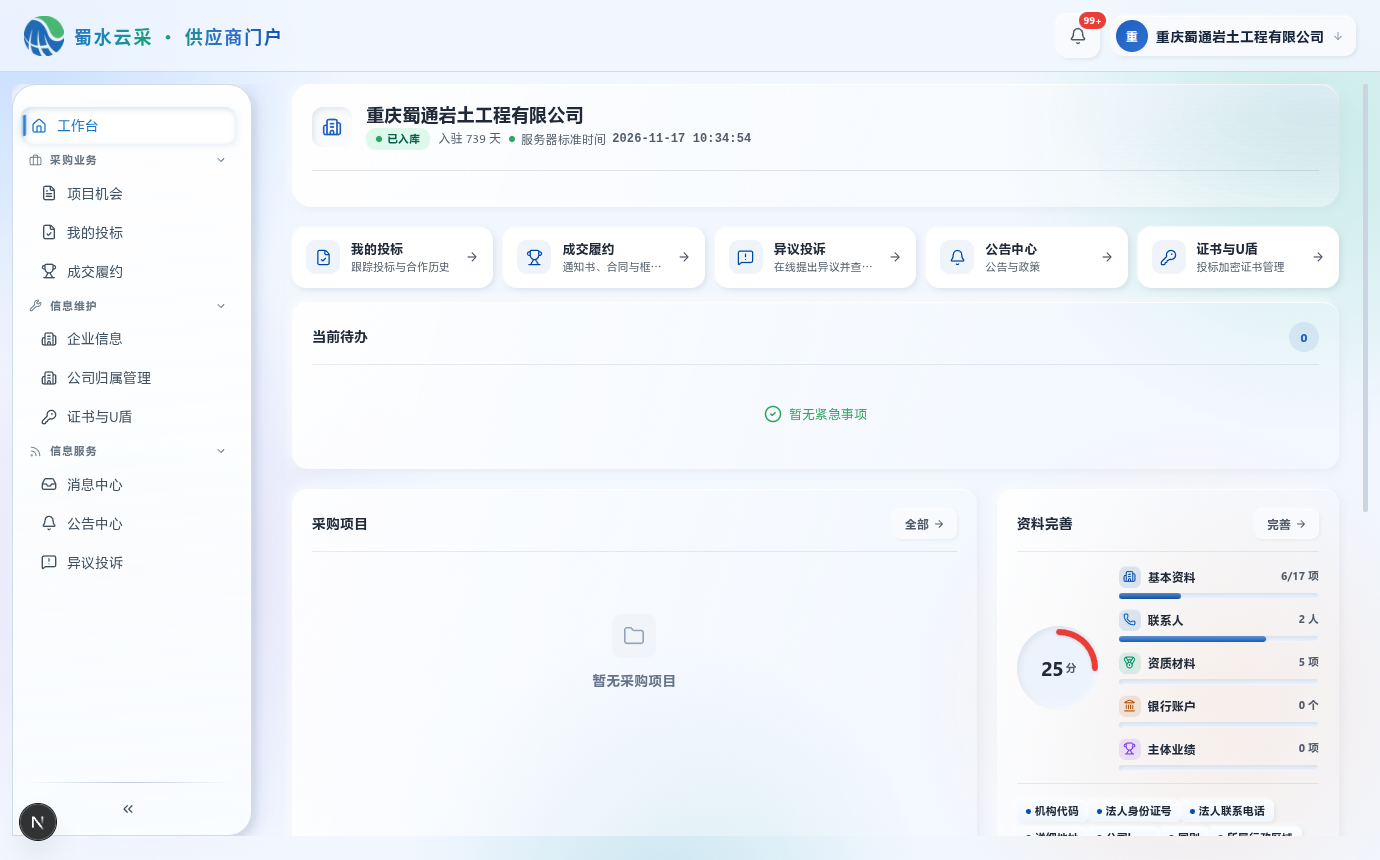 蜀水云采 · 供应商门户
99+
重
重庆蜀通岩土工程有限公司
工作台
采购业务
项目机会
我的投标
成交履约
信息维护
企业信息
公司归属管理
证书与U盾
信息服务
消息中心
公告中心
异议投诉
N
重庆蜀通岩土工程有限公司
已入库 入驻 739 天 服务器标准时间 2026-11-17 10:34:54
我的投标
跟踪投标与合作历史
成交履约
通知书、合同与框…
异议投诉
在线提出异议并查…
公告中心
公告与政策
证书与U盾
投标加密证书管理
当前待办
0
暂无紧急事项
采购项目
全部
暂无采购项目
资料完善
完善
25分
基本资料 6/17 项
联系人 2 人
资质材料 5 项
银行账户 0 个
主体业绩 0 项
机构代码 法人身份证号 法人联系电话